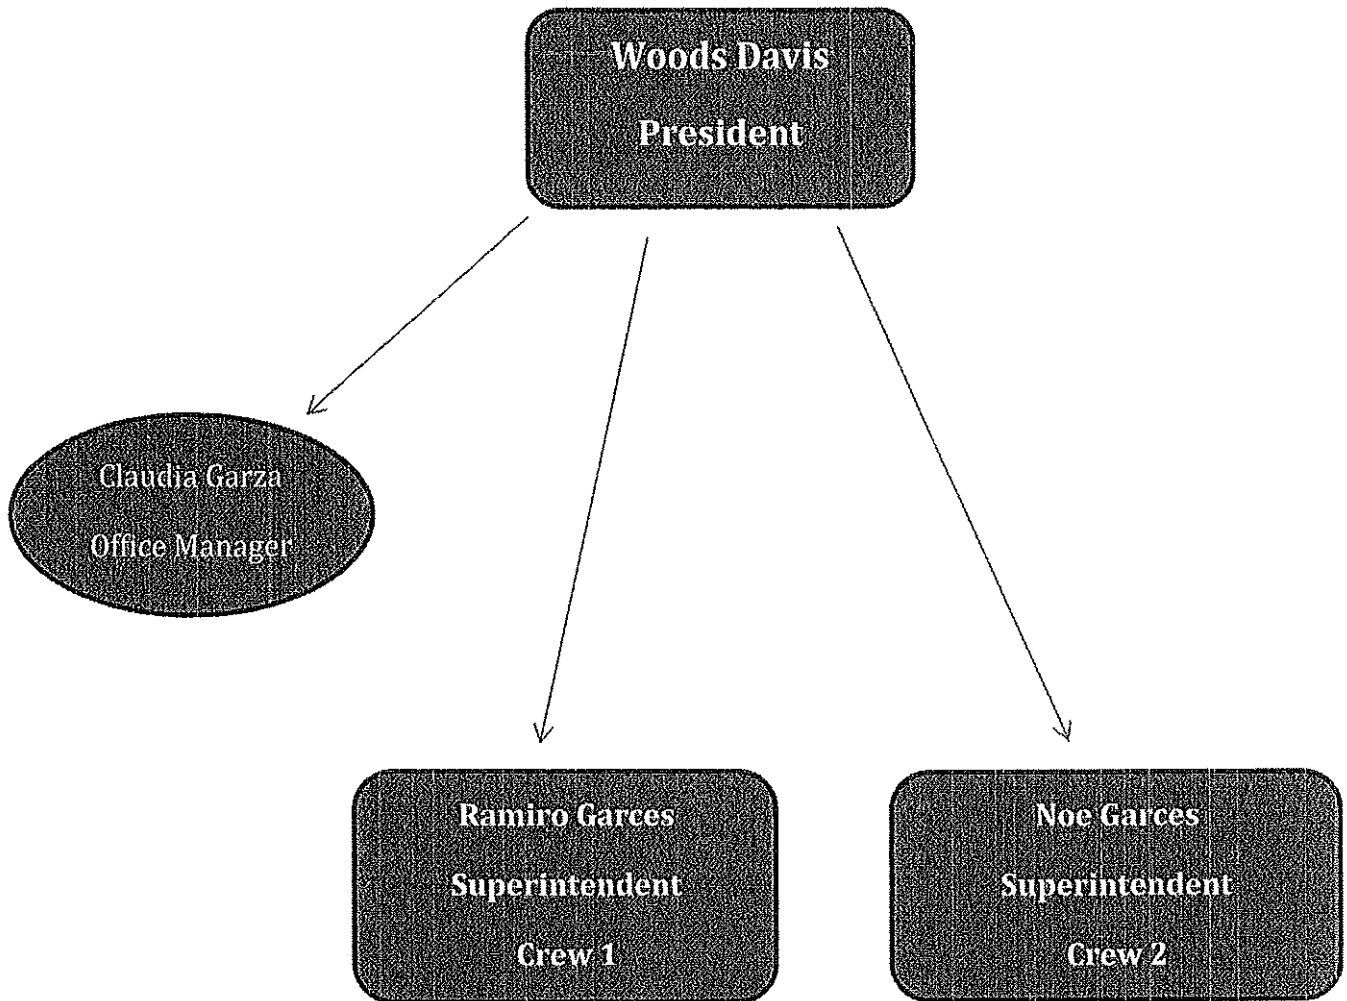 Woods Davis
President
Claudia Garza
Office Manager
Ramiro Garces
Superintendent
Crew 1
Noe Garces
Superintendent
Crew 2